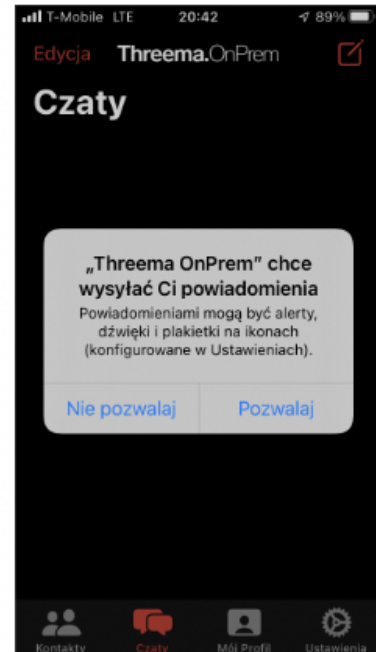 T-Mobile LTE 20:42 89%
Edycja Threema.OnPrem
Czaty
„Threema OnPrem” chce
wysyłać Ci powiadomienia
Powiadomieniami mogą być alerty,
dźwięki i plakietki na ikonach
(konfigurowane w Ustawieniach).
Nie pozwalaj Pozwalaj
Kontakty Czaty Mój Profil Ustawienia